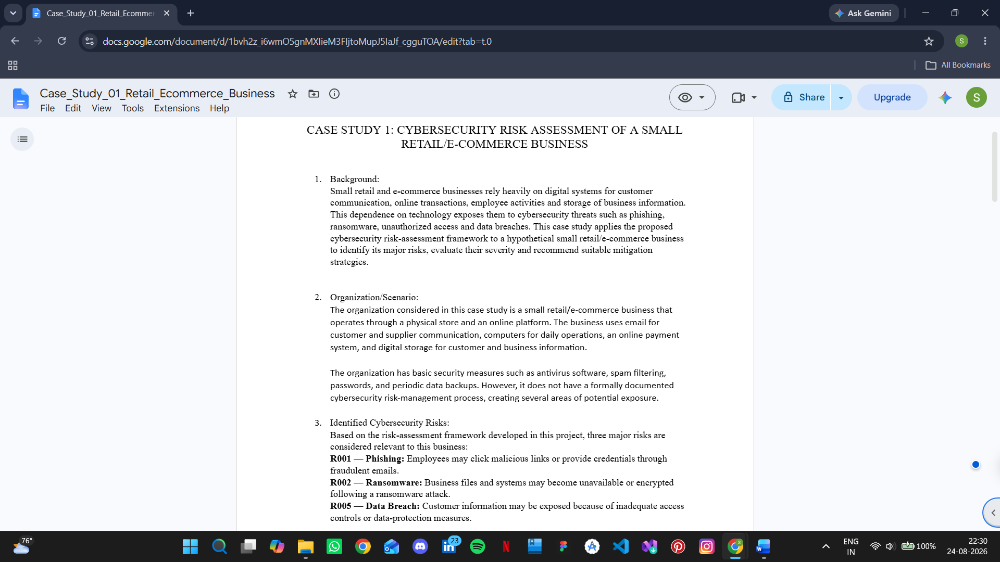 Case_Study_01_Retail_Ecommer
Ask Gemini
docs.google.com/document/d/1bvh2z_i6wmO5gnMXIieM3FIjtoMupJ5IaJf_cgguTOA/edit?tab=t.0
S
All Bookmarks
Case_Study_01_Retail_Ecommerce_Business
File Edit View Tools Extensions Help
Share
Upgrade
S
CASE STUDY 1: CYBERSECURITY RISK ASSESSMENT OF A SMALL
RETAIL/E-COMMERCE BUSINESS
1. Background:
Small retail and e-commerce businesses rely heavily on digital systems for customer
communication, online transactions, employee activities and storage of business information.
This dependence on technology exposes them to cybersecurity threats such as phishing,
ransomware, unauthorized access and data breaches. This case study applies the proposed
cybersecurity risk-assessment framework to a hypothetical small retail/e-commerce business
to identify its major risks, evaluate their severity and recommend suitable mitigation
strategies.
2. Organization/Scenario:
The organization considered in this case study is a small retail/e-commerce business that
operates through a physical store and an online platform. The business uses email for
customer and supplier communication, computers for daily operations, an online payment
system, and digital storage for customer and business information.
The organization has basic security measures such as antivirus software, spam filtering,
passwords, and periodic data backups. However, it does not have a formally documented
cybersecurity risk-management process, creating several areas of potential exposure.
3. Identified Cybersecurity Risks:
Based on the risk-assessment framework developed in this project, three major risks are
considered relevant to this business:
R001 — Phishing: Employees may click malicious links or provide credentials through
fraudulent emails.
R002 — Ransomware: Business files and systems may become unavailable or encrypted
following a ransomware attack.
R005 — Data Breach: Customer information may be exposed because of inadequate access
controls or data-protection measures.
76°
23
ENG
IN
100%
22:30
24-08-2026